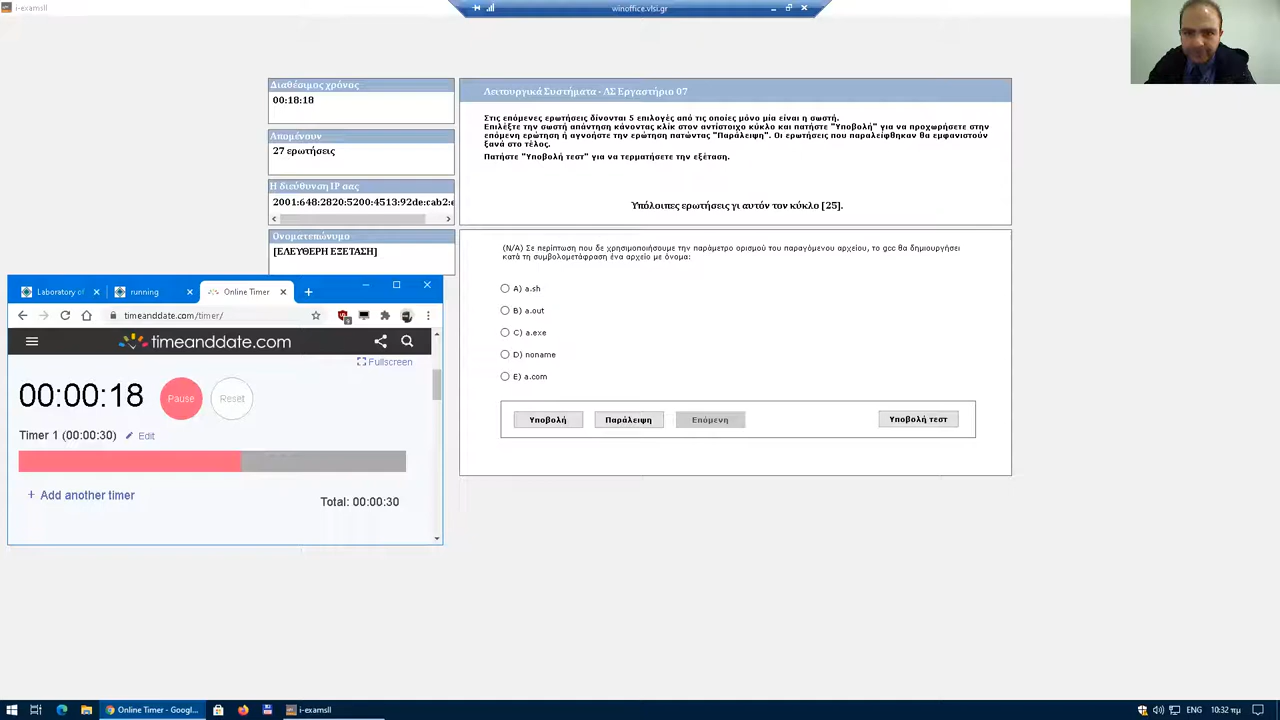 i-examsll
winoffice.vlsi.gr
Διαθέσιμος χρόνος
00:18:18
Απομένουν
27 ερωτήσεις
Η διεύθυνση IP σας
2001:648:2820:5200:4513:92de:cab2:
Ονοματεπώνυμο
[ΕΛΕΥΘΕΡΗ ΕΞΕΤΑΣΗ]
Λειτουργικά Συστήματα - ΛΣ Εργαστήριο 07
Στις επόμενες ερωτήσεις δίνονται 5 επιλογές από τις οποίες μόνο μία είναι η σωστή.
Επιλέξτε την σωστή απάντηση κάνοντας κλίκ στον αντίστοιχο κύκλο και πατήστε "Υποβολή" για να προχωρήσετε στην
επόμενη ερώτηση ή αγνοήστε την ερώτηση πατώντας "Παράλειψη". Οι ερωτήσεις που παραλείφθηκαν θα εμφανιστούν
ξανά στο τέλος.
Πατήστε "Υποβολή τεστ" για να τερματήσετε την εξέταση.
Υπόλοιπες ερωτήσεις γι αυτόν τον κύκλο [25].
(N/A) Σε περίπτωση που δε χρησιμοποιήσουμε την παράμετρο ορισμού του παραγόμενου αρχείου, το gcc θα δημιουργήσει
κατά τη συμβολομετάφραση ένα αρχείο με όνομα:
A) a.sh
B) a.out
C) a.exe
D) noname
E) a.com
Υποβολή Παράλειψη Επόμενη Υποβολή τεστ
Laboratory of running Online Timer
timeanddate.com/timer/
timeanddate.com
Fullscreen
00:00:18 Pause Reset
Timer 1 (00:00:30) Edit
+ Add another timer
Total: 00:00:30
Online Timer - Googl... i-examsll ENG 10:32 πμ